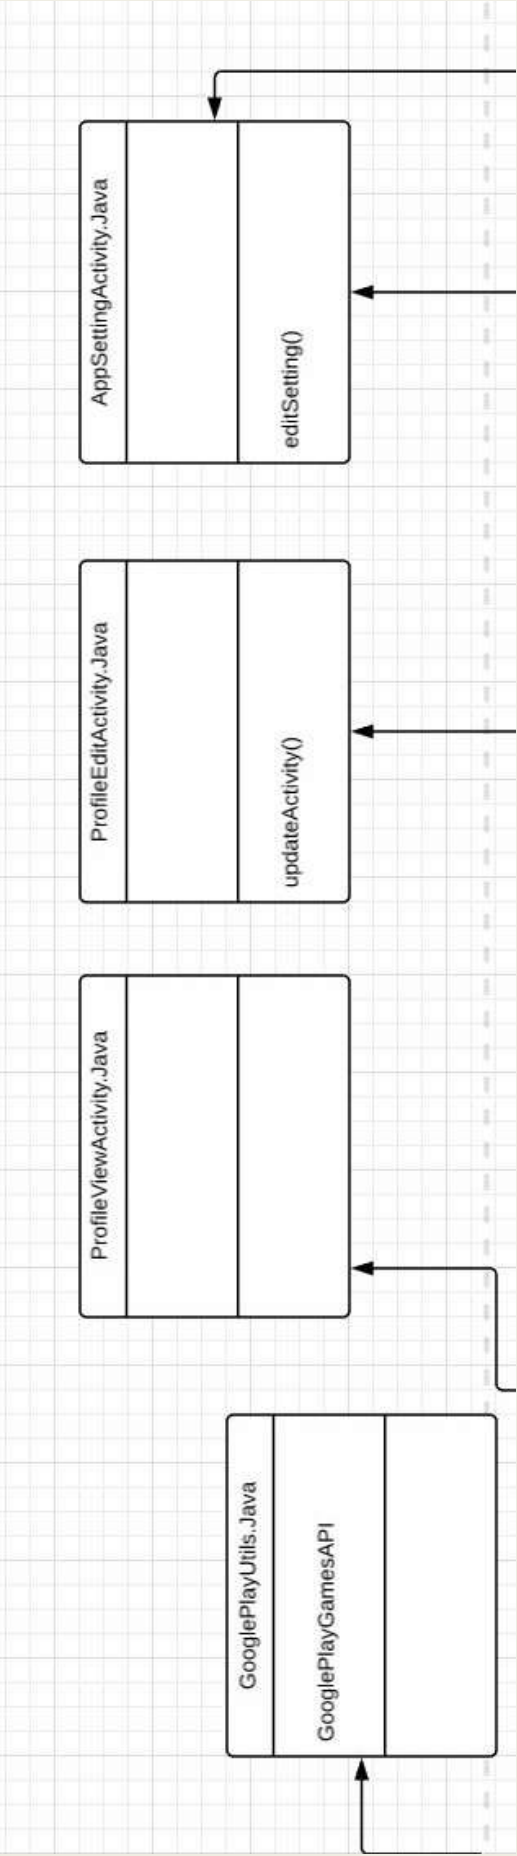 AppSettingActivity.Java
editSetting()
ProfileEditActivity.Java
updateActivity()
ProfileViewActivity.Java
GooglePlayUtils.Java
GooglePlayGamesAPI